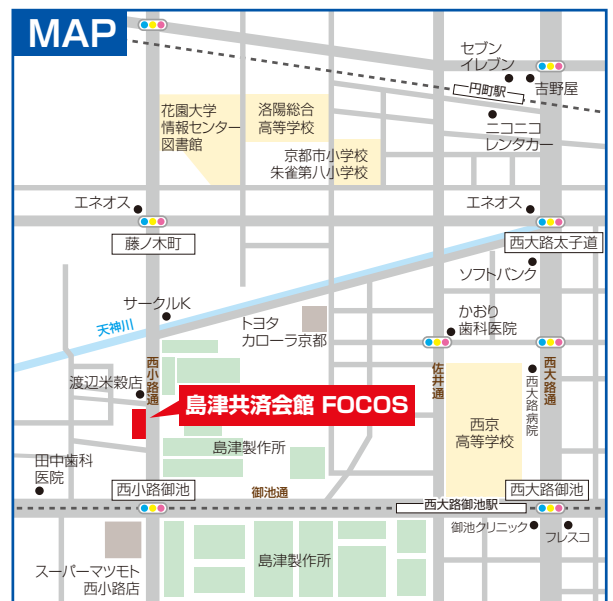 MAP
セブン
イレブン
吉野屋
円町駅
花園大学
情報センター
図書館
洛陽総合
高等学校
ニコニコ
レンタカー
京都市小学校
朱雀第八小学校
エネオス
エネオス
藤ノ木町
西大路太子道
ソフトバンク
サークルK
天神川
トヨタ
カローラ京都
かおり
歯科医院
西小路通
佐井通
西大路通
渡辺米穀店
西大路病院
島津共済会館 FOCOS
西京
高等学校
島津製作所
田中歯科
医院
西小路御池
御池通
西大路御池駅
西大路御池
御池クリニック
フレスコ
島津製作所
スーパーマツモト
西小路店